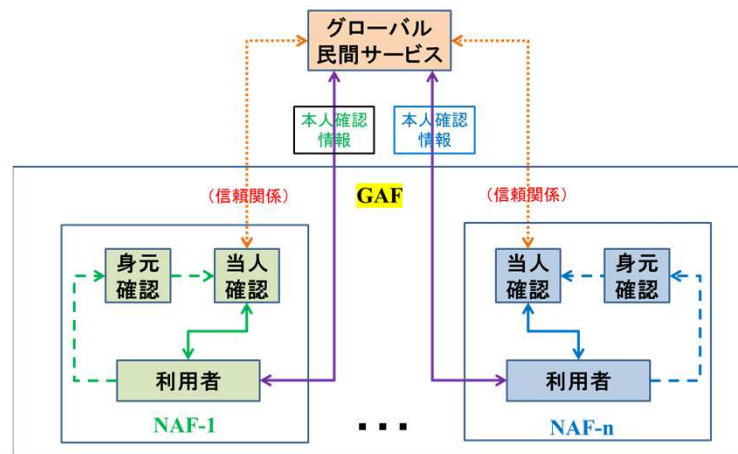 グローバル
民間サービス
本人確認
情報
本人確認
情報
(信頼関係)
GAF
(信頼関係)
身元
確認
当人
確認
当人
確認
身元
確認
利用者
利用者
NAF-1
▪ ▪ ▪
NAF-n